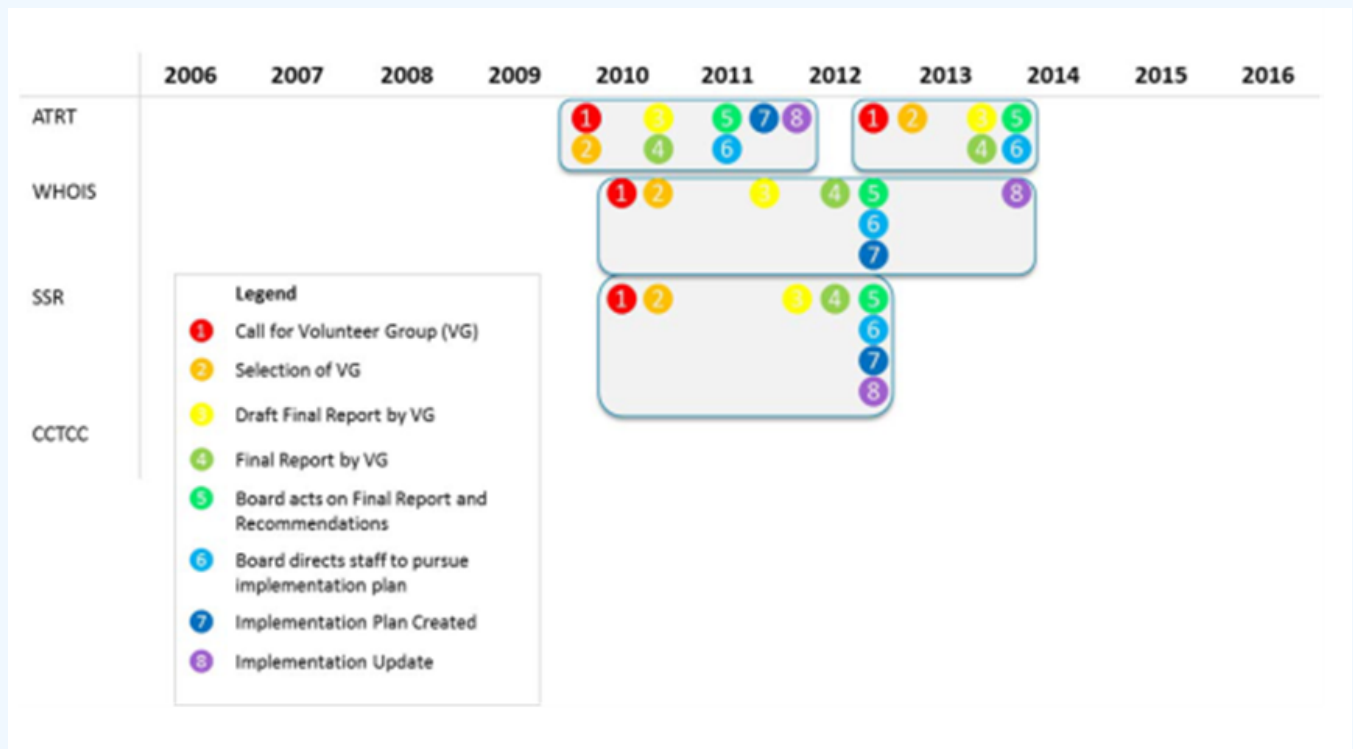 2006 2007 2008 2009 2010 2011 2012 2013 2014 2015 2016
ATRT 1 3 5 7 8 1 2 3 5
2 4 6 4 6
WHOIS 1 2 3 4 5 8
6
7
SSR 1 2 3 4 5
6
7
8
CCTCC
Legend
1 Call for Volunteer Group (VG)
2 Selection of VG
3 Draft Final Report by VG
4 Final Report by VG
5 Board acts on Final Report and
Recommendations
6 Board directs staff to pursue
implementation plan
7 Implementation Plan Created
8 Implementation Update